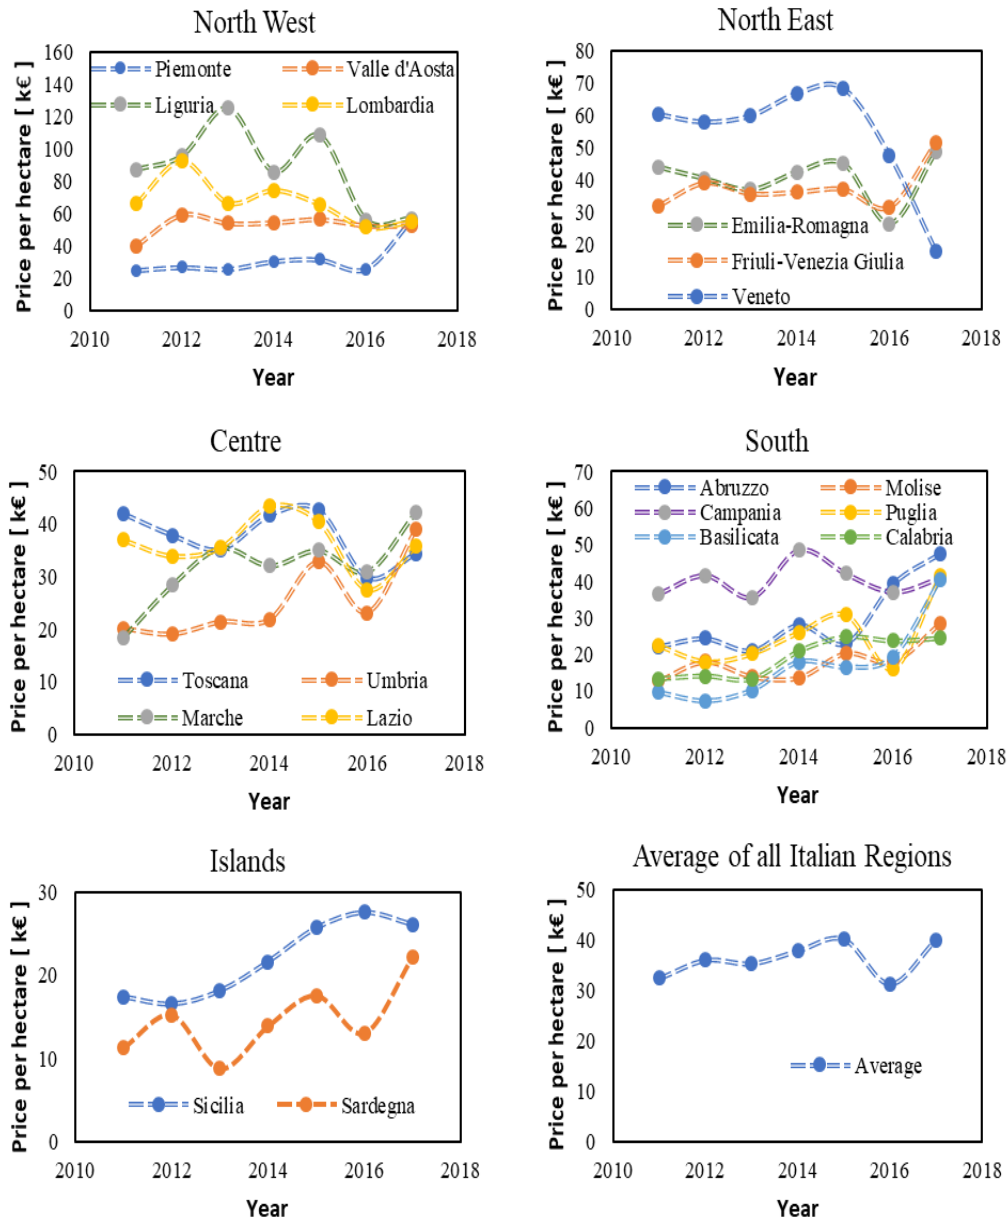 North West
Price per hectare [ k€ ]
160
140
120
100
80
60
40
20
0
Piemonte
Valle d'Aosta
Liguria
Lombardia
2010
2012
2014
2016
2018
Year
North East
Price per hectare [ k€ ]
80
70
60
50
40
30
20
10
0
Emilia-Romagna
Friuli-Venezia Giulia
Veneto
2010
2012
2014
2016
2018
Year
Centre
Price per hectare [ k€ ]
50
40
30
20
10
0
Toscana
Umbria
Marche
Lazio
2010
2012
2014
2016
2018
Year
South
Price per hectare [ k€ ]
70
60
50
40
30
20
10
0
Abruzzo
Molise
Campania
Puglia
Basilicata
Calabria
2010
2012
2014
2016
2018
Year
Islands
Price per hectare [ k€ ]
30
20
10
0
Sicilia
Sardegna
2010
2012
2014
2016
2018
Year
Average of all Italian Regions
Price per hectare [ k€ ]
50
40
30
20
10
0
Average
2010
2012
2014
2016
2018
Year